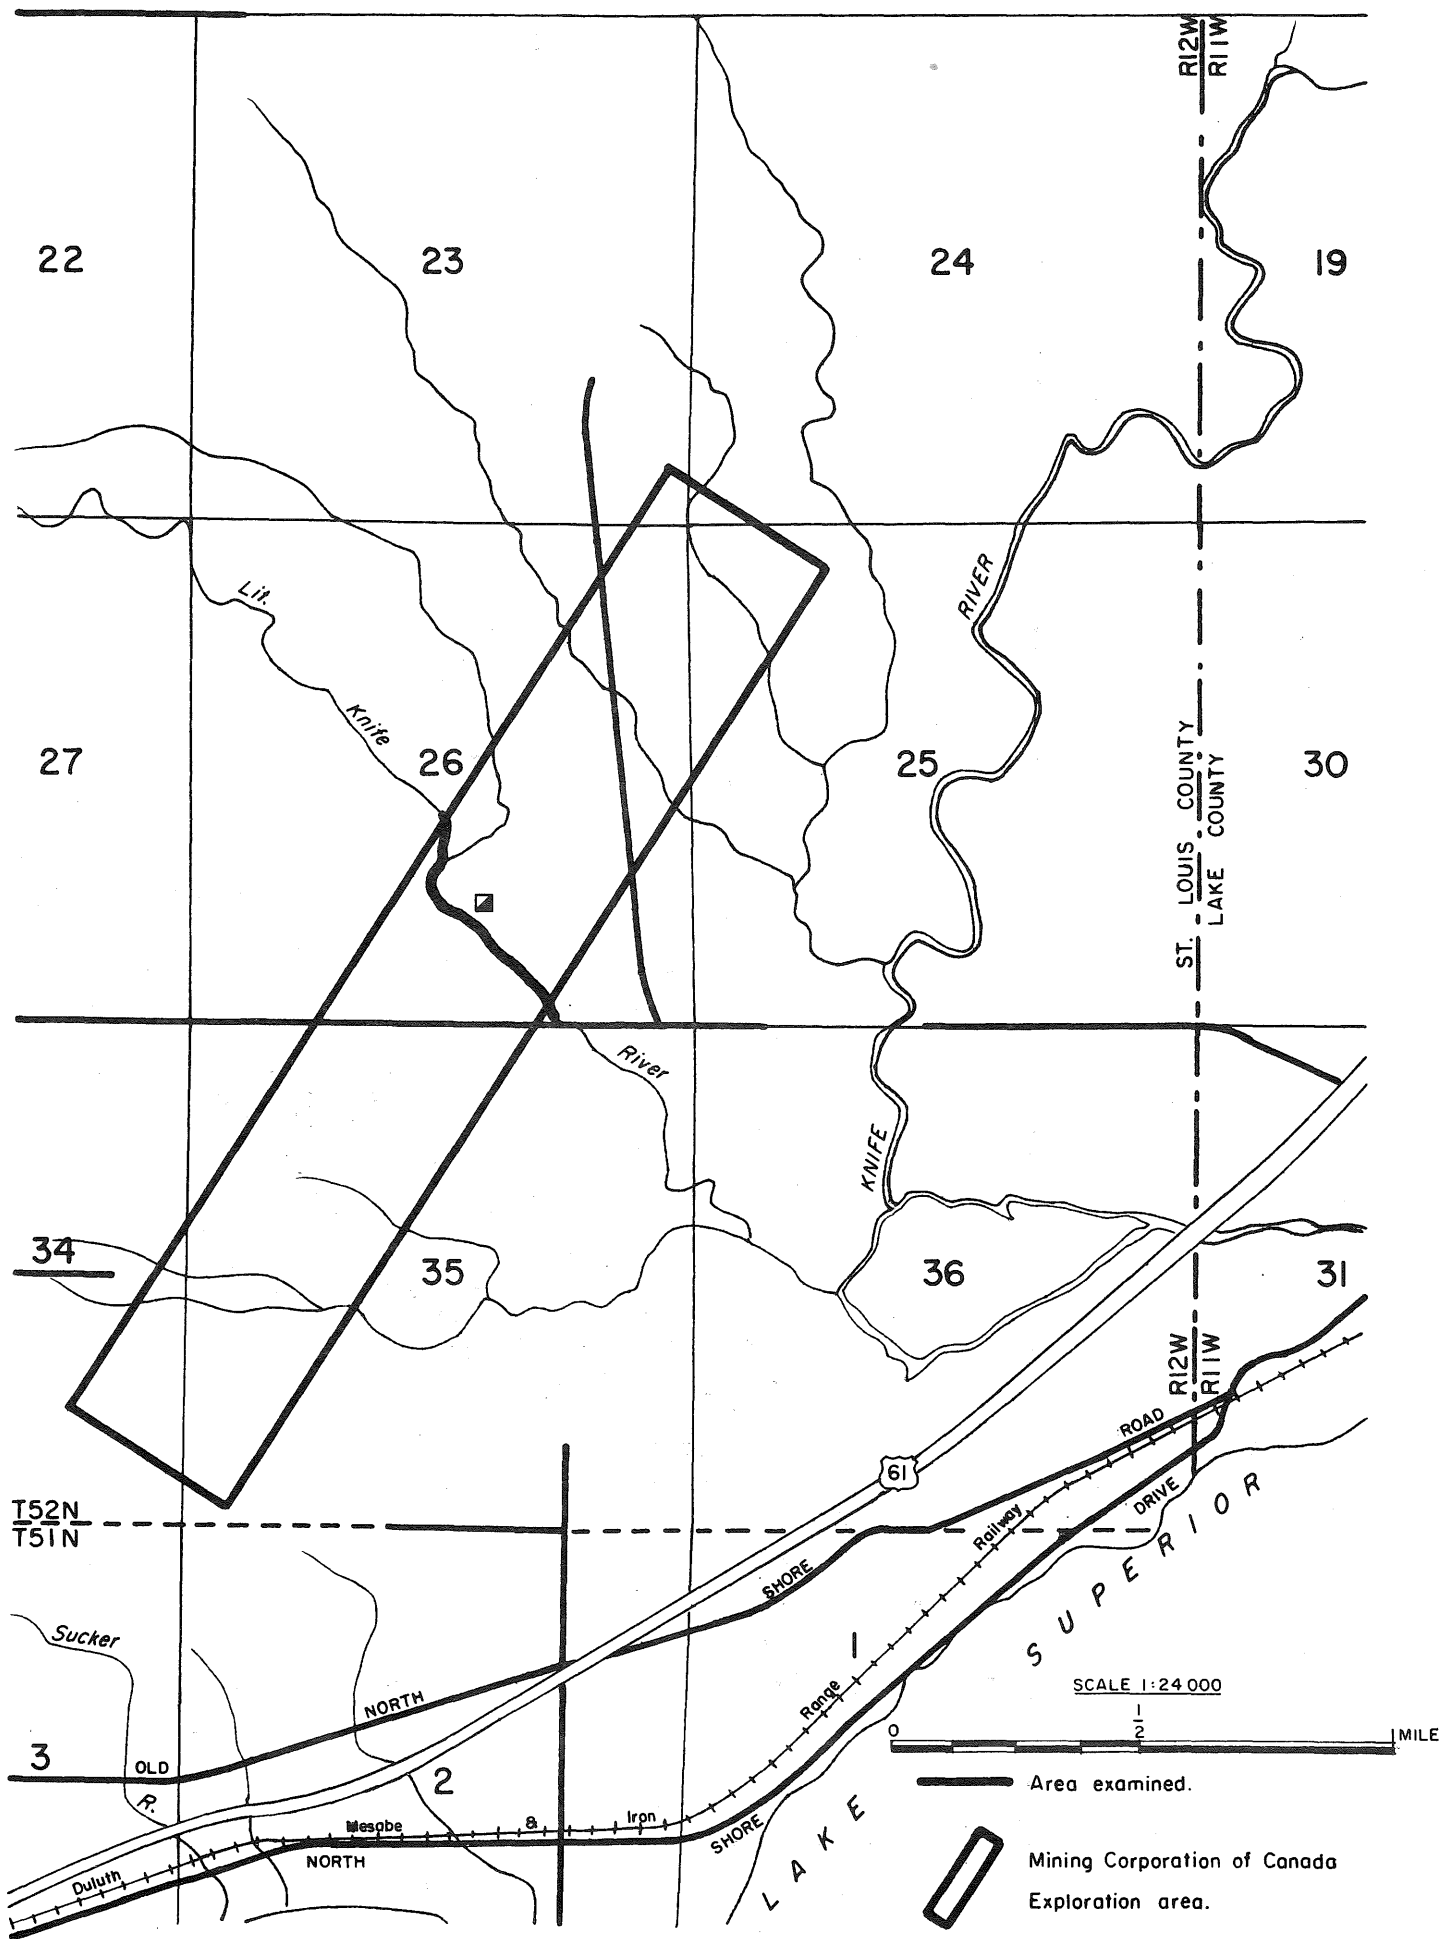 R12W
R11W
22
23
24
19
Lit.
Knife
RIVER
27
26
25
30
ST. LOUIS COUNTY
LAKE COUNTY
River
KNIFE
34
35
36
31
R12W
R11W
ROAD
61
T52N
T51N
DRIVE
Railway
SHORE
SUPERIOR
Sucker
1
NORTH
Range
SCALE 1:24000
0
1/2
1 MILE
3
OLD
R.
2
Area examined.
Mesabe
&
Iron
SHORE
LAKE
NORTH
Duluth
Mining Corporation of Canada
Exploration area.